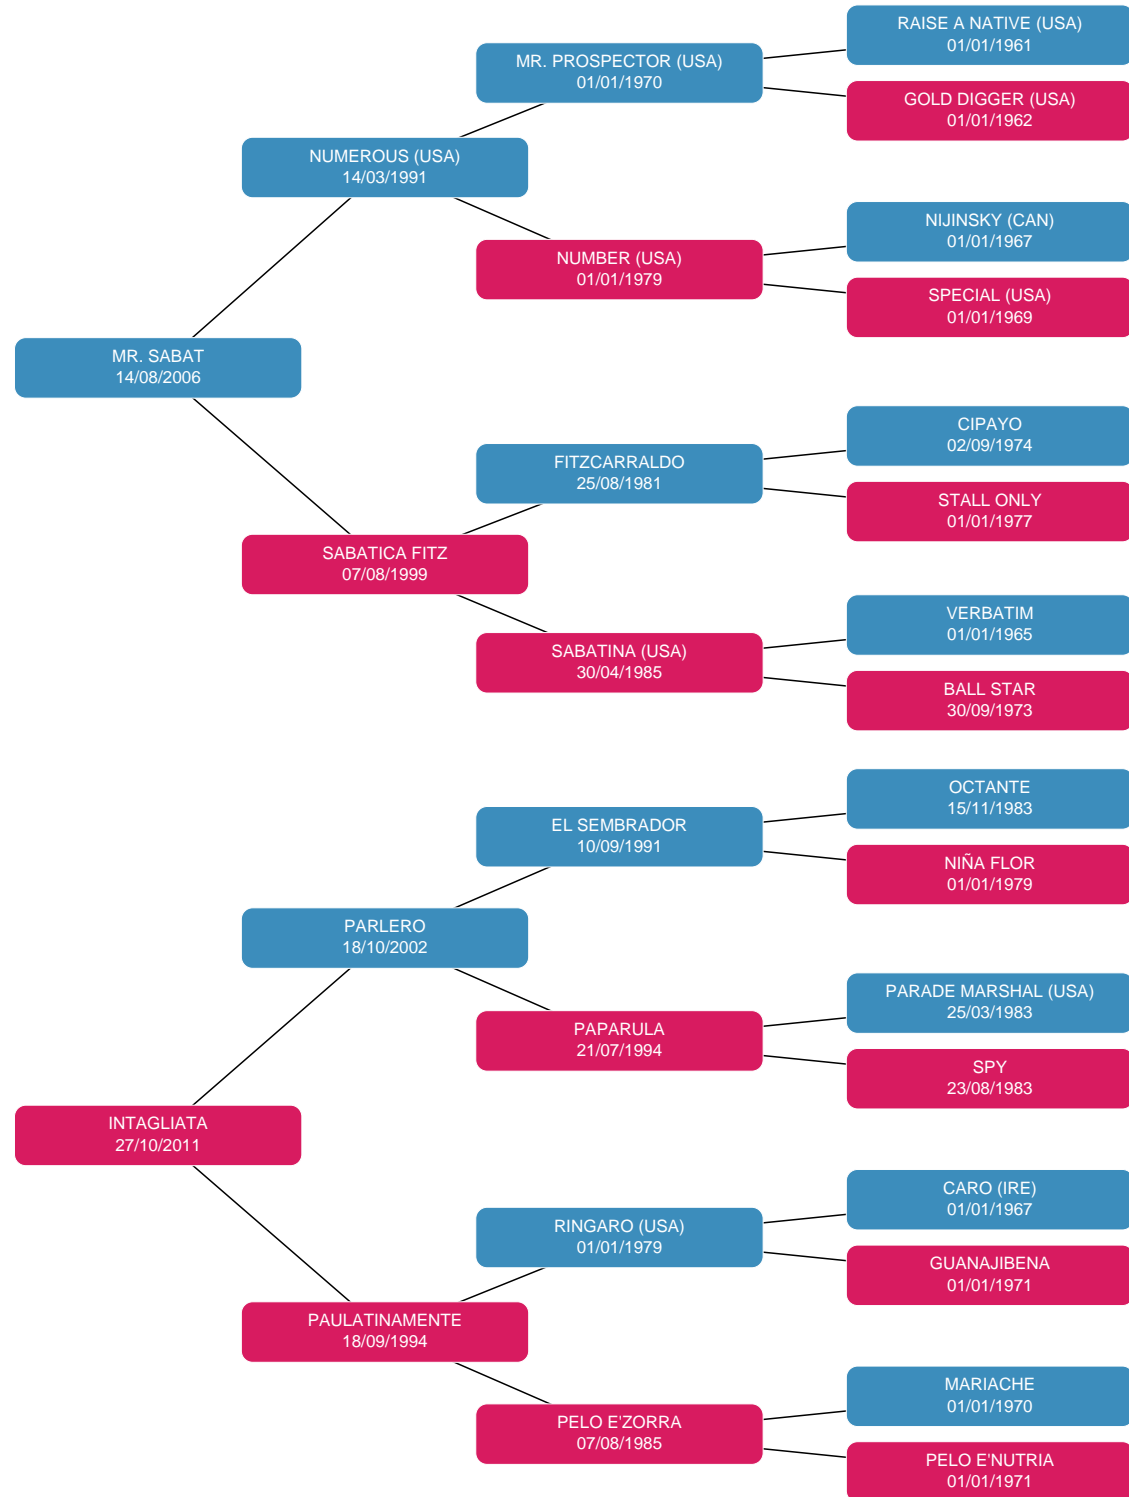 RAISE A NATIVE (USA)
01/01/1961
MR. PROSPECTOR (USA)
01/01/1970
GOLD DIGGER (USA)
01/01/1962
NUMEROUS (USA)
14/03/1991
NIJINSKY (CAN)
01/01/1967
NUMBER (USA)
01/01/1979
SPECIAL (USA)
01/01/1969
MR. SABAT
14/08/2006
CIPAYO
02/09/1974
FITZCARRALDO
25/08/1981
STALL ONLY
01/01/1977
SABATICA FITZ
07/08/1999
VERBATIM
01/01/1965
SABATINA (USA)
30/04/1985
BALL STAR
30/09/1973
OCTANTE
15/11/1983
EL SEMBRADOR
10/09/1991
NIÑA FLOR
01/01/1979
PARLERO
18/10/2002
PARADE MARSHAL (USA)
25/03/1983
PAPARULA
21/07/1994
SPY
23/08/1983
INTAGLIATA
27/10/2011
CARO (IRE)
01/01/1967
RINGARO (USA)
01/01/1979
GUANAJIBENA
01/01/1971
PAULATINAMENTE
18/09/1994
MARIACHE
01/01/1970
PELO E'ZORRA
07/08/1985
PELO E'NUTRIA
01/01/1971